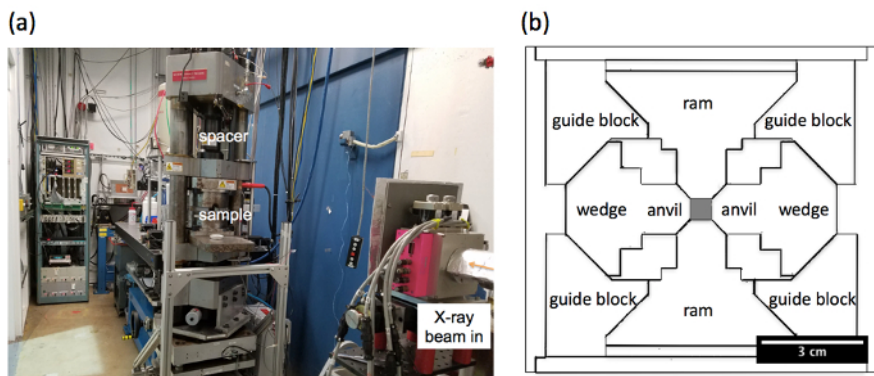 (a)
spacer
sample
X-ray
beam in
(b)
ram
guide block
guide block
wedge
anvil
anvil
wedge
guide block
guide block
ram
3 cm